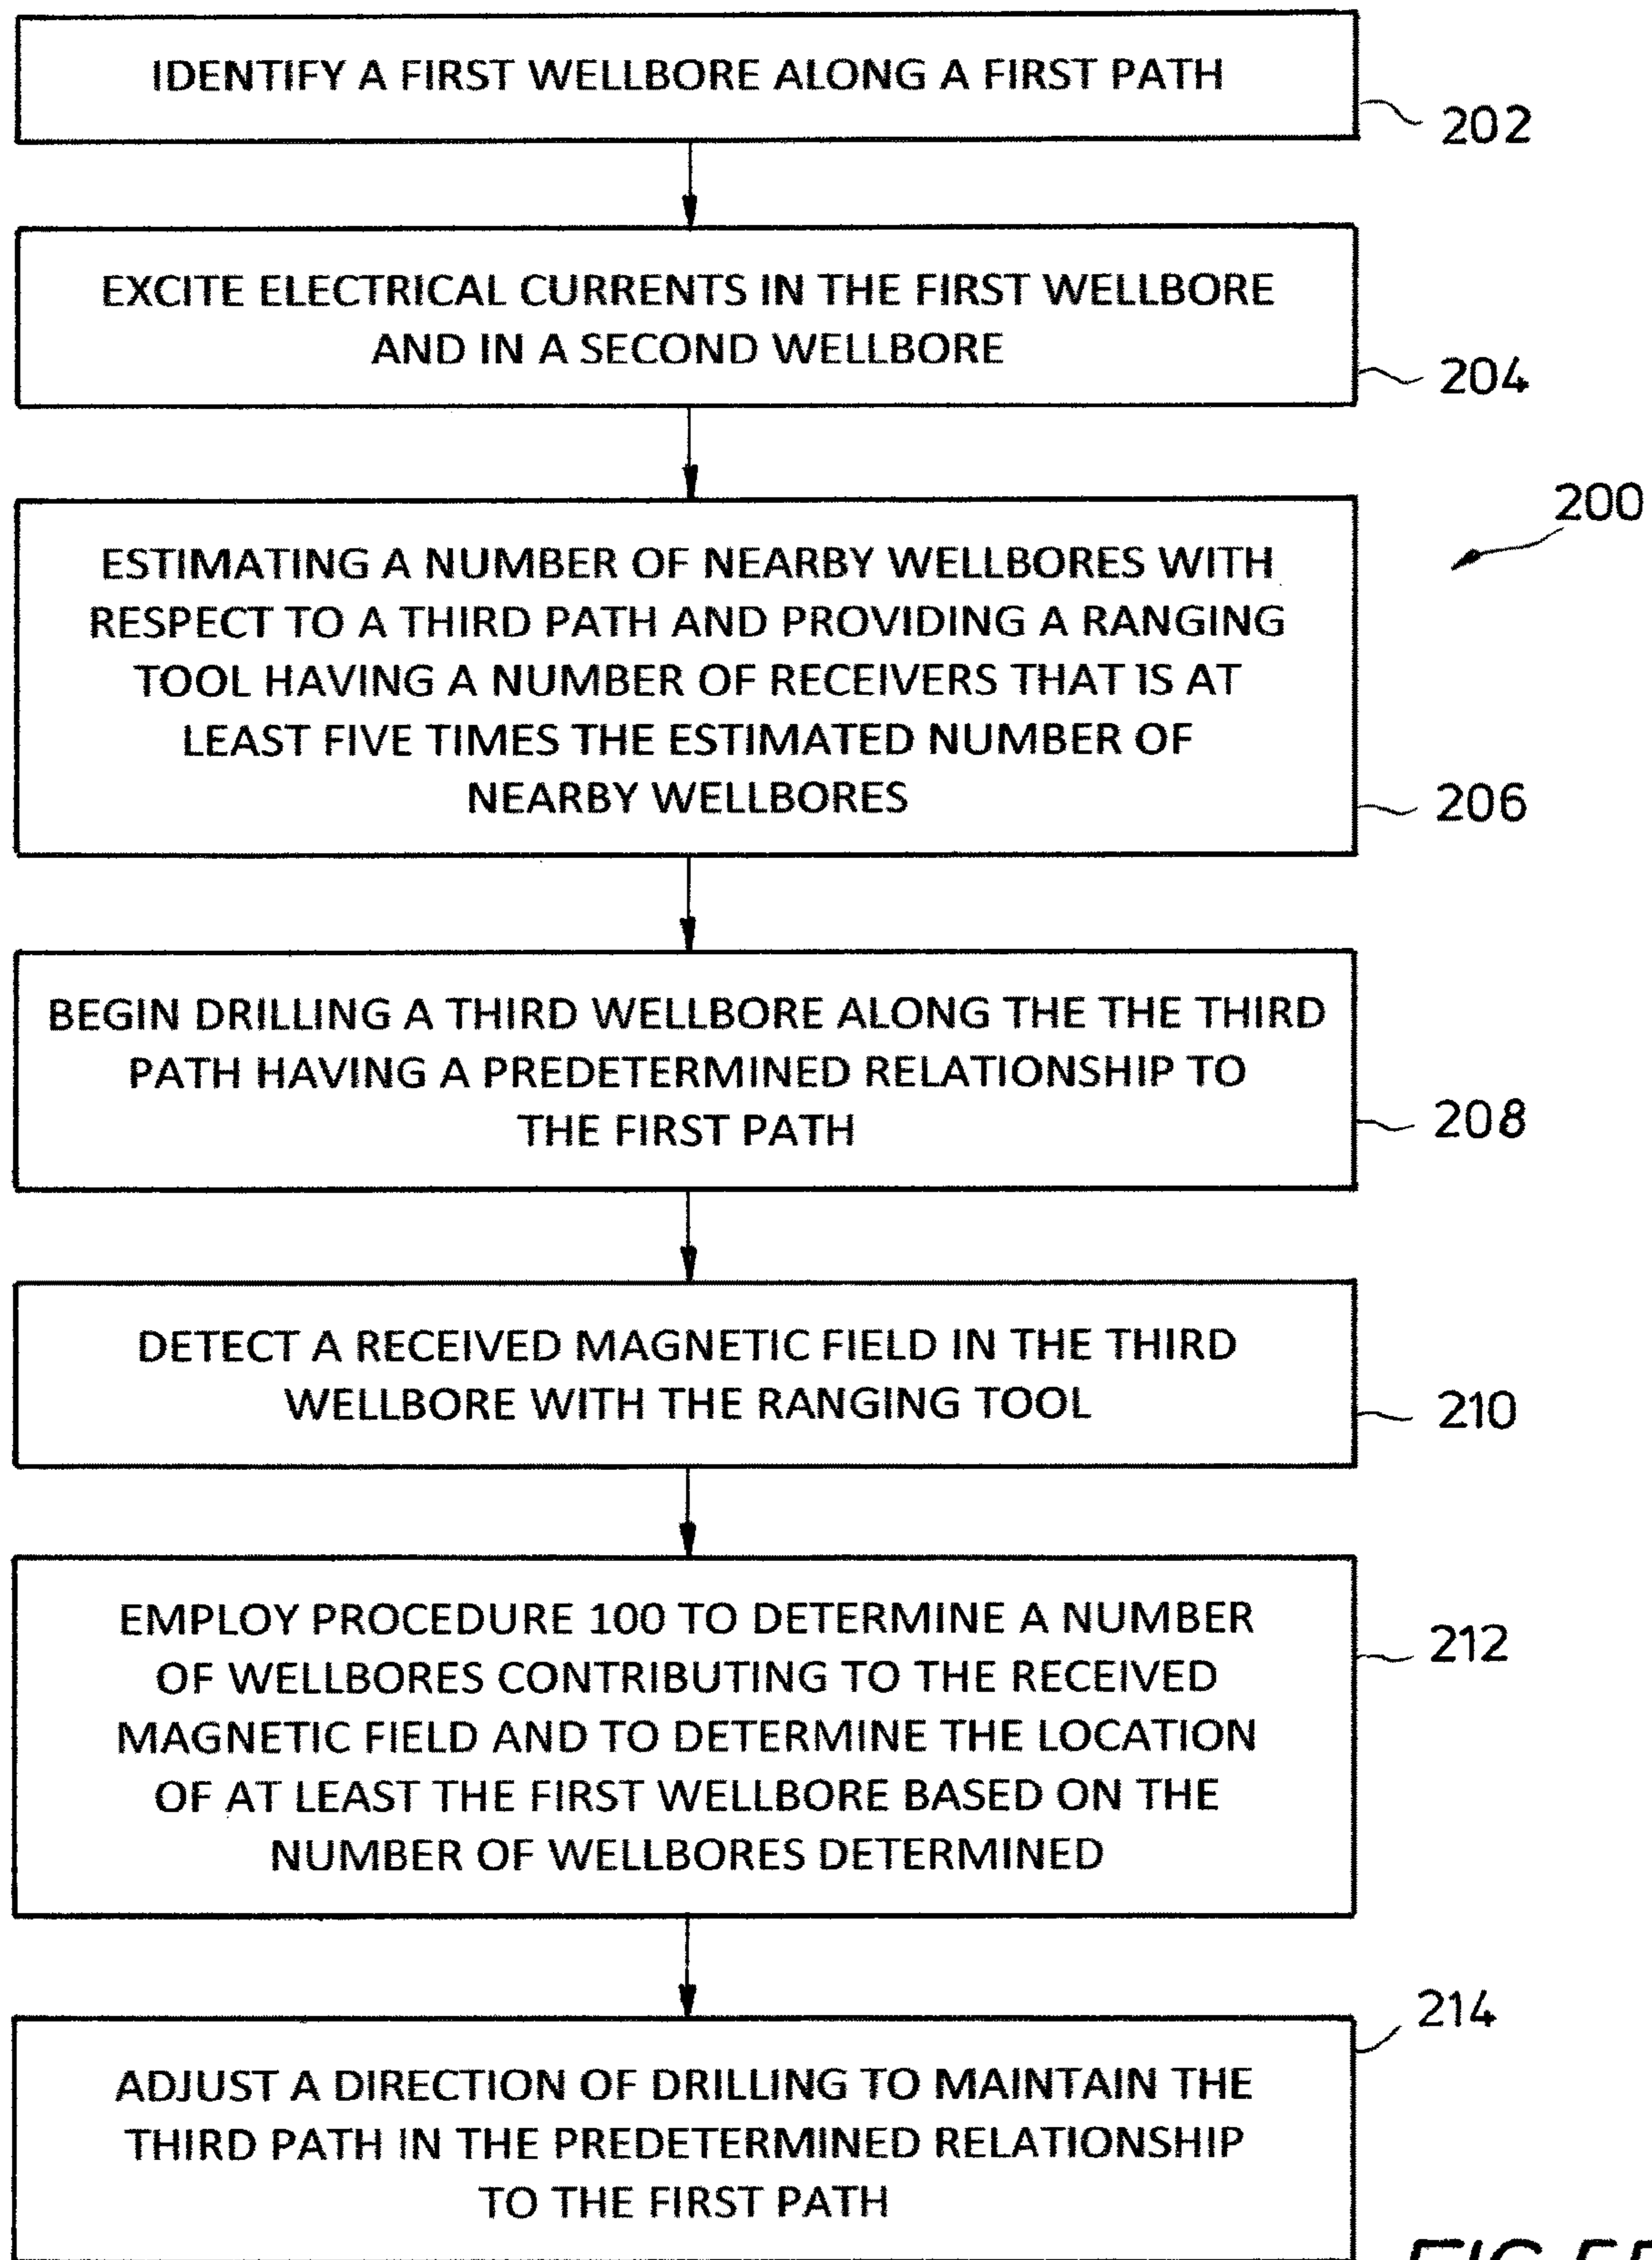 IDENTIFY A FIRST WELLBORE ALONG A FIRST PATH
202
EXCITE ELECTRICAL CURRENTS IN THE FIRST WELLBORE
AND IN A SECOND WELLBORE
204
200
ESTIMATING A NUMBER OF NEARBY WELLBORES WITH
RESPECT TO A THIRD PATH AND PROVIDING A RANGING
TOOL HAVING A NUMBER OF RECEIVERS THAT IS AT
LEAST FIVE TIMES THE ESTIMATED NUMBER OF
NEARBY WELLBORES
206
BEGIN DRILLING A THIRD WELLBORE ALONG THE THE THIRD
PATH HAVING A PREDETERMINED RELATIONSHIP TO
THE FIRST PATH
208
DETECT A RECEIVED MAGNETIC FIELD IN THE THIRD
WELLBORE WITH THE RANGING TOOL
210
EMPLOY PROCEDURE 100 TO DETERMINE A NUMBER
OF WELLBORES CONTRIBUTING TO THE RECEIVED
MAGNETIC FIELD AND TO DETERMINE THE LOCATION
OF AT LEAST THE FIRST WELLBORE BASED ON THE
NUMBER OF WELLBORES DETERMINED
212
214
ADJUST A DIRECTION OF DRILLING TO MAINTAIN THE
THIRD PATH IN THE PREDETERMINED RELATIONSHIP
TO THE FIRST PATH